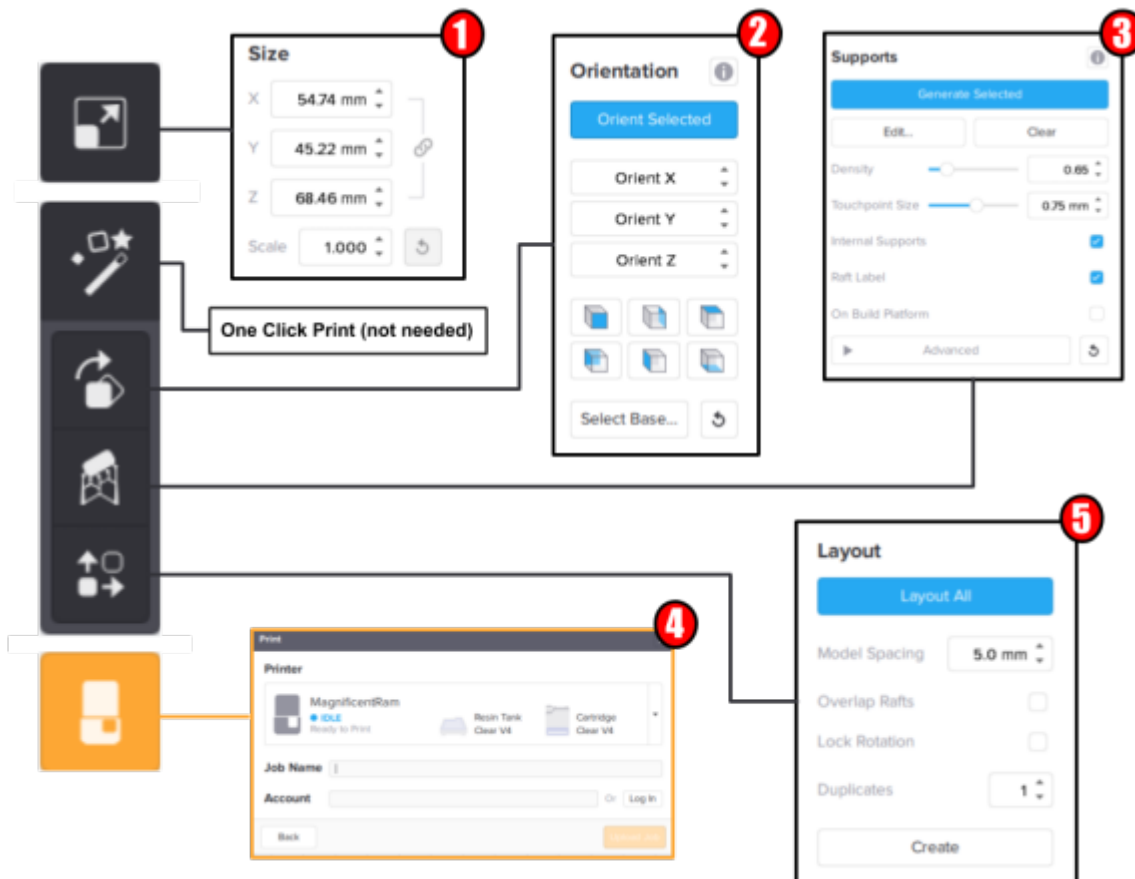 1
Size
X 54.74 mm
Y 45.22 mm
Z 68.46 mm
Scale 1.000
One Click Print (not needed)
2
Orientation
Orient Selected
Orient X
Orient Y
Orient Z
Select Base...
3
Supports
Generate Selected
Edit... Clear
Density 0.65
Touchpoint Size 0.75 mm
Internal Supports
Raft Label
On Build Platform
Advanced
4
Print
Printer
MagnificentRam
IDLE
Ready to Print
Resin Tank
Clear V4
Cartridge
Clear V4
Job Name
Account Or Log In
Back
5
Layout
Layout All
Model Spacing 5.0 mm
Overlap Rafts
Lock Rotation
Duplicates 1
Create